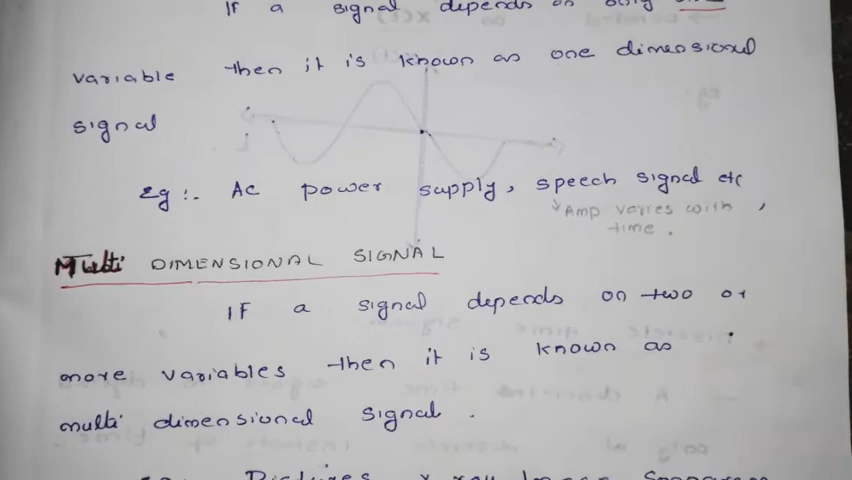 If a signal depends on only
variable then it is known as one dimensional
signal
Eg :- AC power supply, speech signal etc
Amp varies with ,
time .
Multi DIMENSIONAL SIGNAL
IF a signal depends on two or
more variables then it is known as
multi dimensional signal .